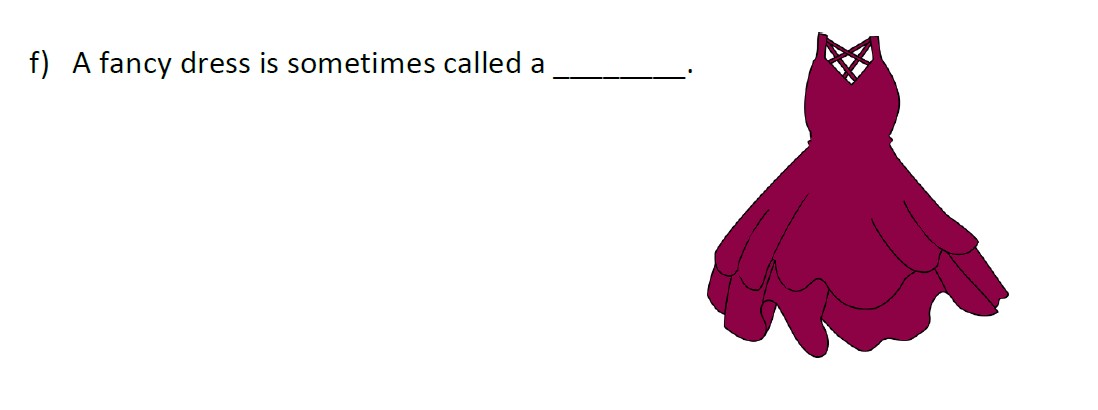 f) A fancy dress is sometimes called a ________.